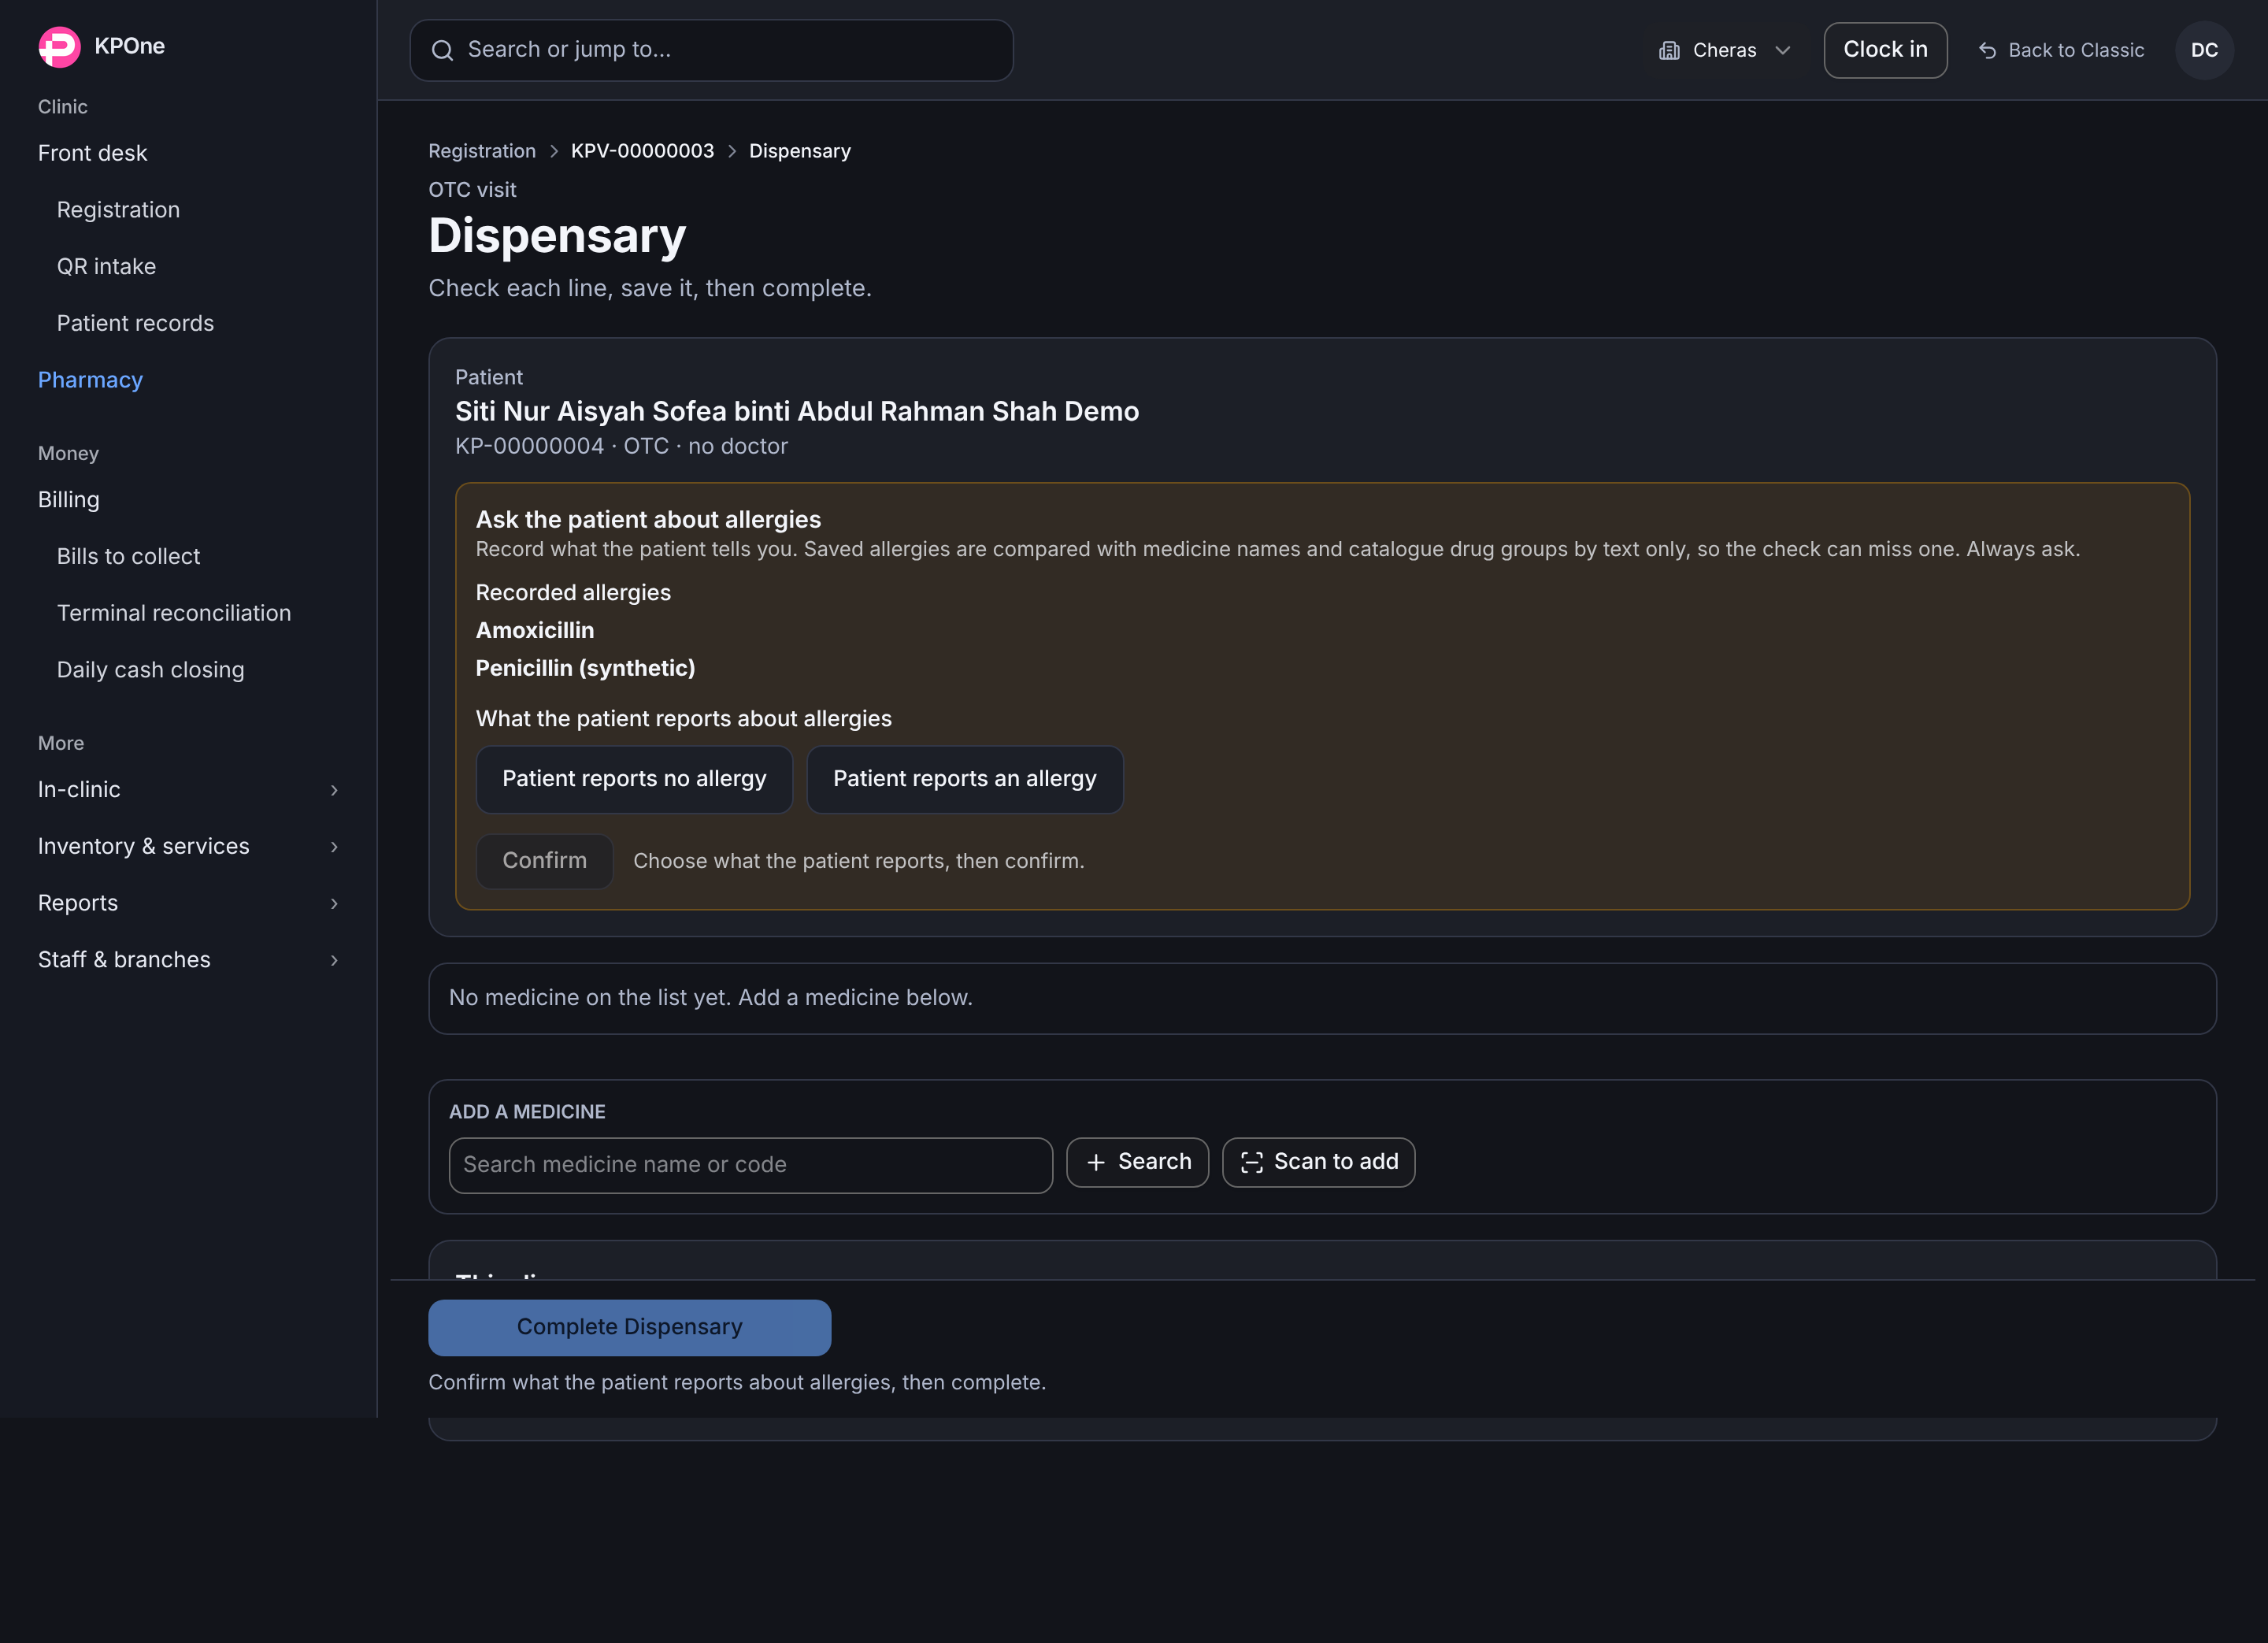 KPOne
Search or jump to...
Cheras
Clock in
Back to Classic
DC
Clinic
Front desk
Registration
QR intake
Patient records
Pharmacy
Money
Billing
Bills to collect
Terminal reconciliation
Daily cash closing
More
In-clinic
Inventory & services
Reports
Staff & branches
Registration > KPV-00000003 > Dispensary
OTC visit
Dispensary
Check each line, save it, then complete.
Patient
Siti Nur Aisyah Sofea binti Abdul Rahman Shah Demo
KP-00000004 · OTC · no doctor
Ask the patient about allergies
Record what the patient tells you. Saved allergies are compared with medicine names and catalogue drug groups by text only, so the check can miss one. Always ask.
Recorded allergies
Amoxicillin
Penicillin (synthetic)
What the patient reports about allergies
Patient reports no allergy
Patient reports an allergy
Confirm
Choose what the patient reports, then confirm.
No medicine on the list yet. Add a medicine below.
ADD A MEDICINE
Search medicine name or code
Search
Scan to add
Complete Dispensary
Confirm what the patient reports about allergies, then complete.